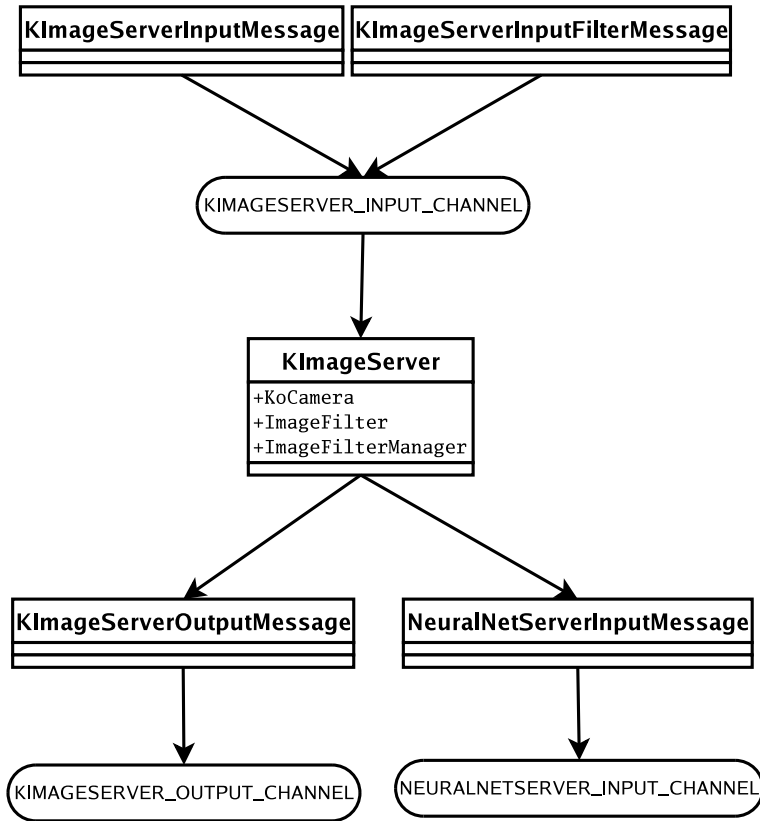 KImageServerInputMessage
KImageServerInputFilterMessage
KIMAGESERVER_INPUT_CHANNEL
KImageServer
+KoCamera
+ImageFilter
+ImageFilterManager
KImageServerOutputMessage
NeuralNetServerInputMessage
KIMAGESERVER_OUTPUT_CHANNEL
NEURALNETSERVER_INPUT_CHANNEL